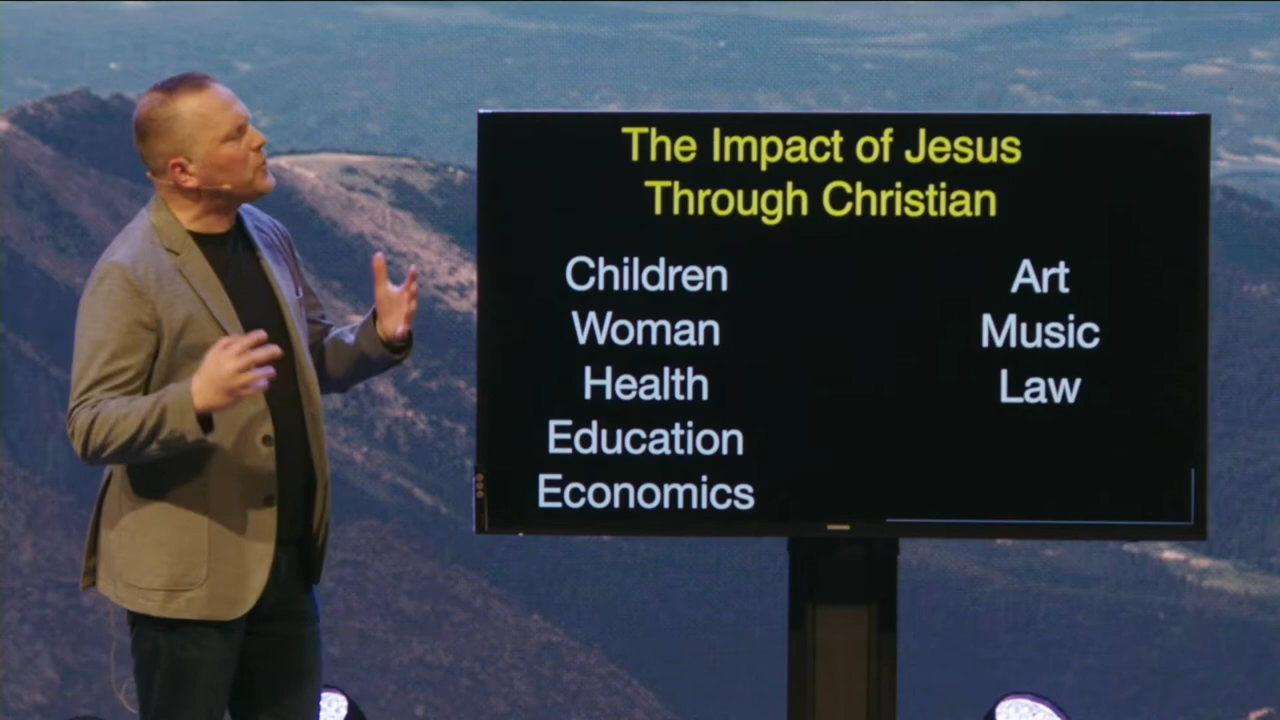 The Impact of Jesus
Through Christian
Children
Woman
Health
Education
Economics
Art
Music
Law